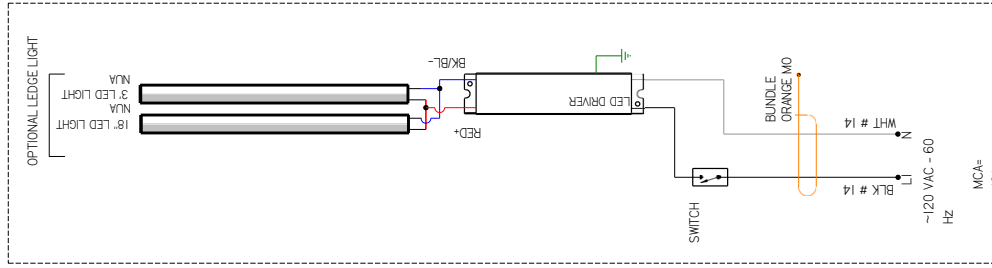 OPTIONAL LEDGE LIGHT
NUA
3' LED LIGHT
NUA
18" LED LIGHT
BK/BL-
RED+
LED DRIVER
BUNDLE
ORANGE MO
WHT # 14
N
BLK # 14
L1
SWITCH
~120 VAC - 60
Hz
MCA=